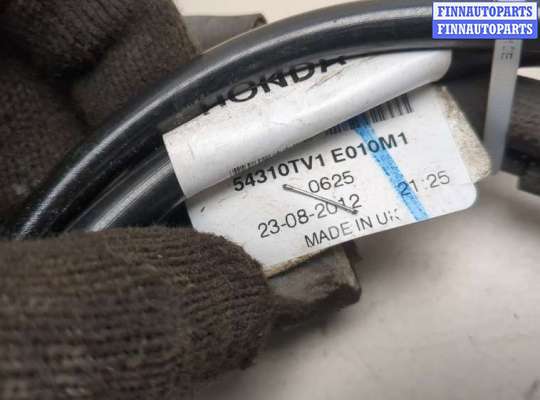 FINNAUTOPARTS
FINNAUTOPARTS
HONDA
54310TV1 E010M1
0625
23-08-2012 21:25
MADE IN UK